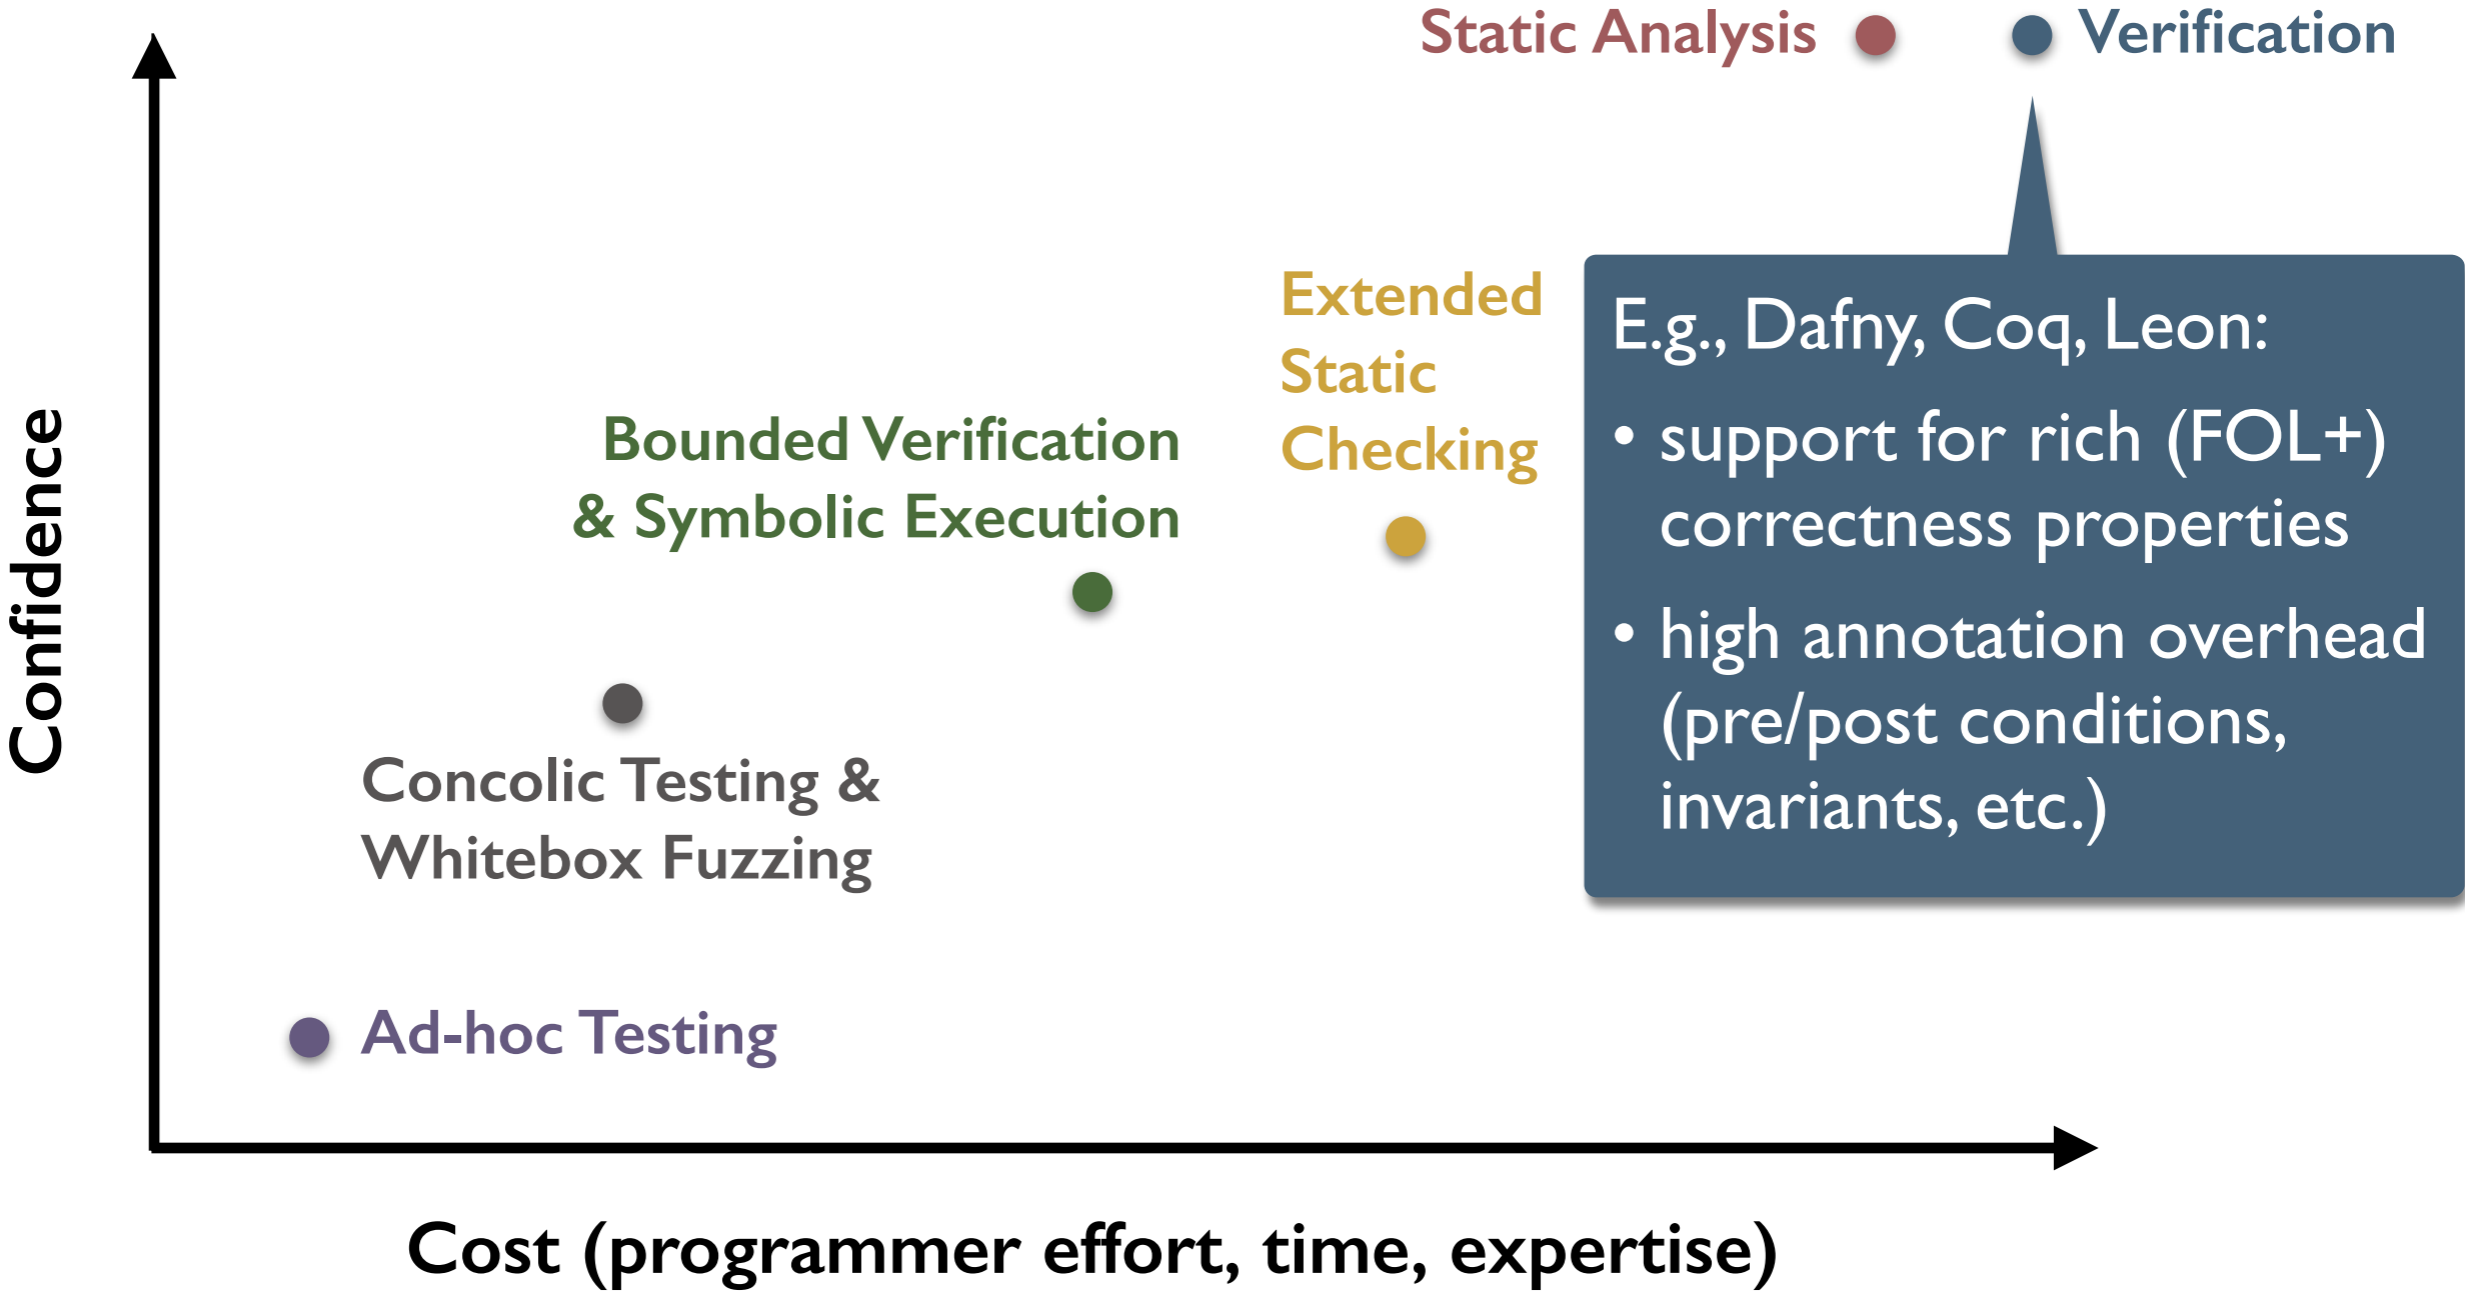 Static Analysis
Verification
Extended
Static
Checking
E.g., Dafny, Coq, Leon:
• support for rich (FOL+)
correctness properties
• high annotation overhead
(pre/post conditions,
invariants, etc.)
Bounded Verification
& Symbolic Execution
Confidence
Concolic Testing &
Whitebox Fuzzing
Ad-hoc Testing
Cost (programmer effort, time, expertise)